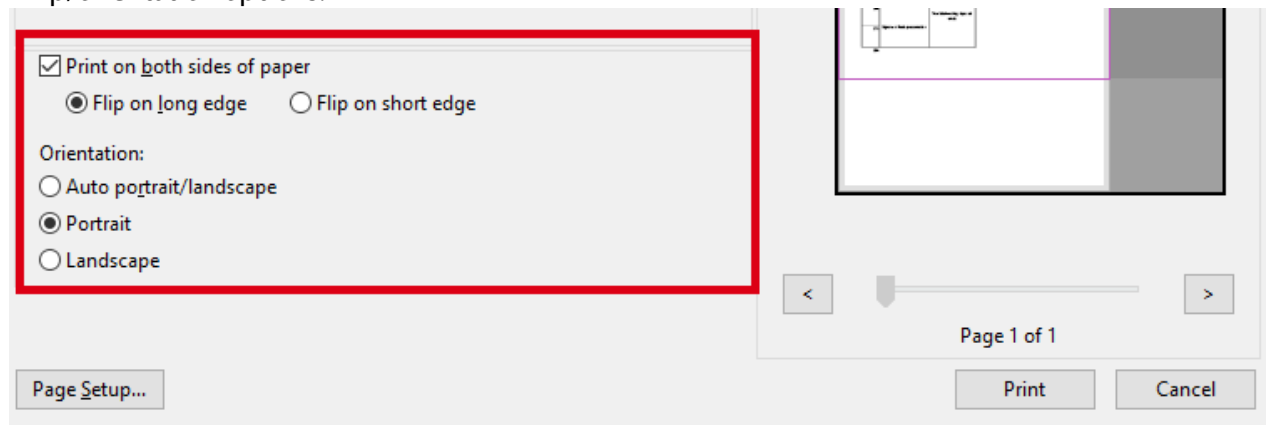 Print on both sides of paper
Flip on long edge Flip on short edge
Orientation:
Auto portrait/landscape
Portrait
Landscape
< >
Page 1 of 1
Page Setup... Print Cancel